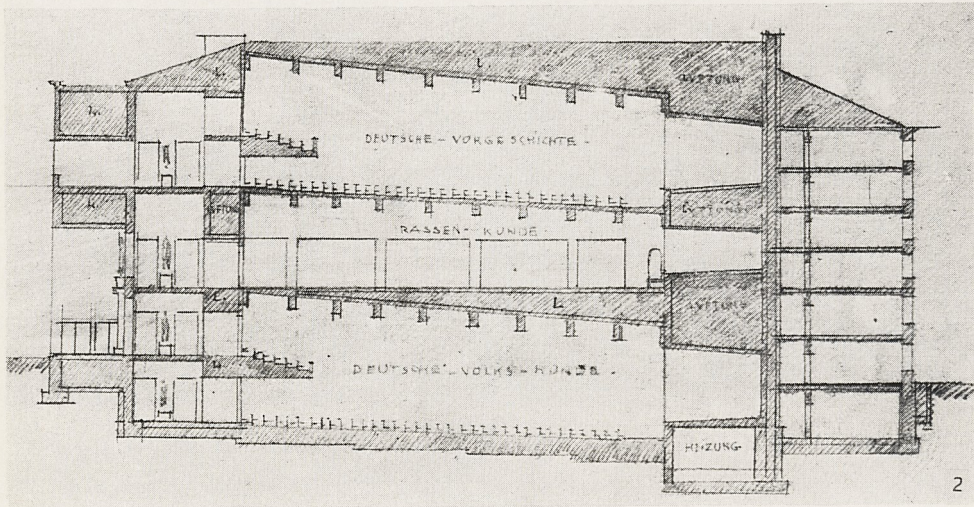 L.
L.
LÜFTUNG
L.
DEUTSCHE - VORGESCHICHTE -
L.
LÜFTUNG
RASSEN - KUNDE -
L.
L.
LÜFTUNG
DEUTSCHE - VOLKS - KUNDE -
HEIZUNG
2